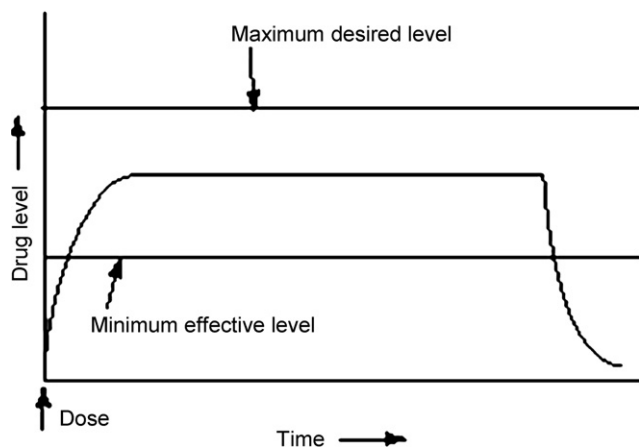 Maximum desired level
Drug level
Minimum effective level
Dose
Time